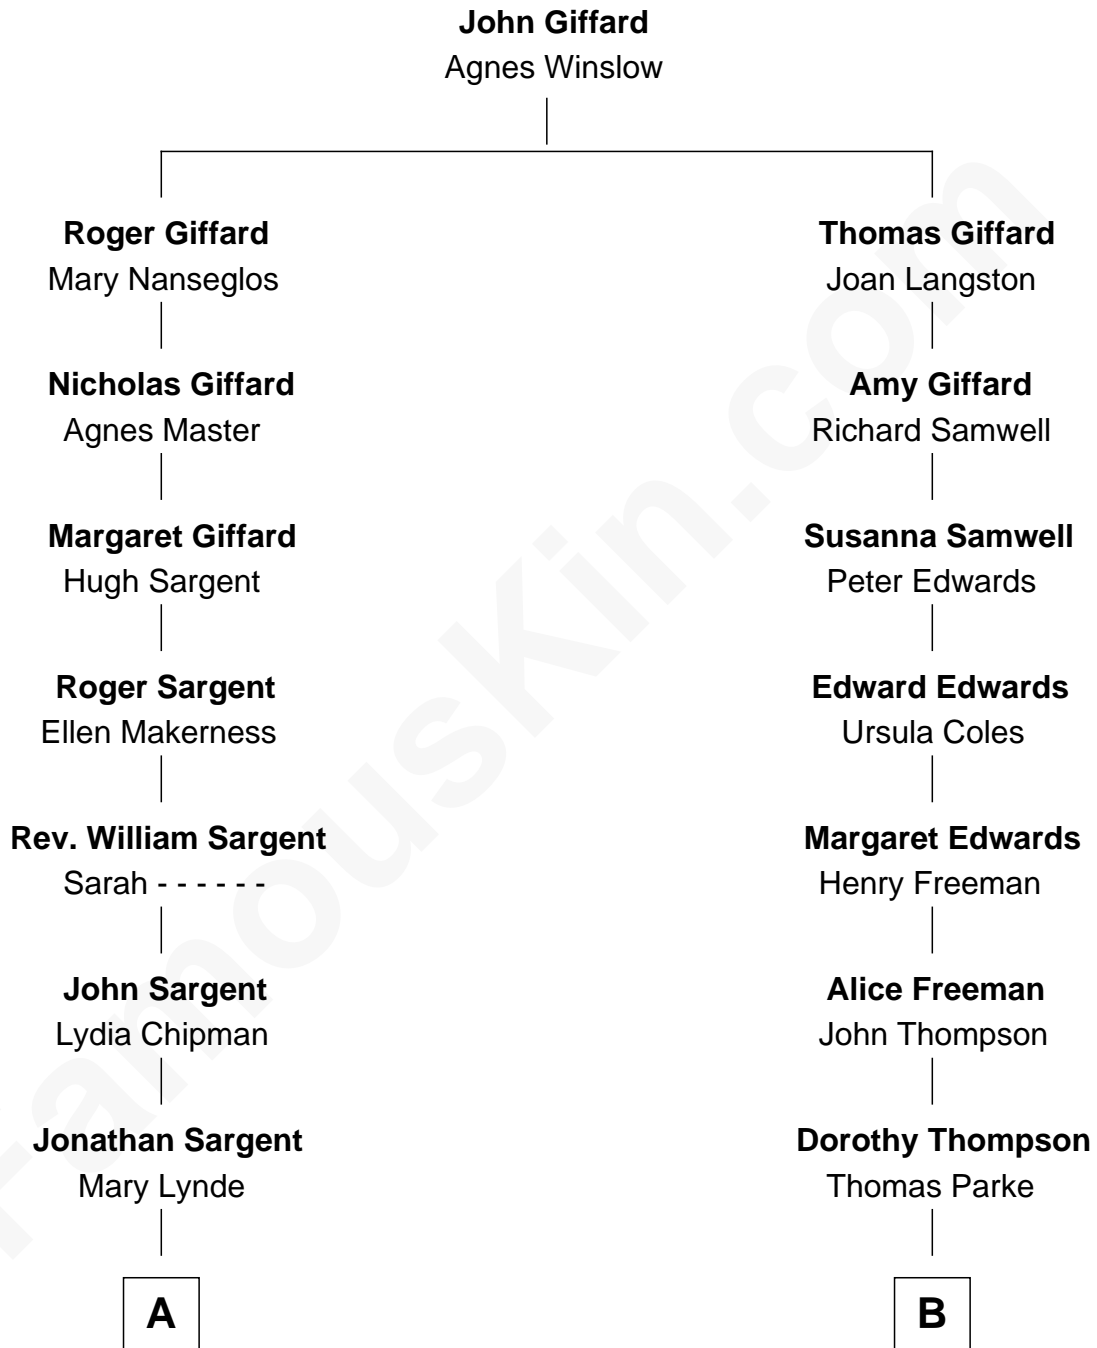 John Giffard
Agnes Winslow
Roger Giffard
Mary Nanseglos
Nicholas Giffard
Agnes Master
Margaret Giffard
Hugh Sargent
Roger Sargent
Ellen Makerness
Rev. William Sargent
Sarah - - - - - -
John Sargent
Lydia Chipman
Jonathan Sargent
Mary Lynde
A
Thomas Giffard
Joan Langston
Amy Giffard
Richard Samwell
Susanna Samwell
Peter Edwards
Edward Edwards
Ursula Coles
Margaret Edwards
Henry Freeman
Alice Freeman
John Thompson
Dorothy Thompson
Thomas Parke
B
FamousKin.com